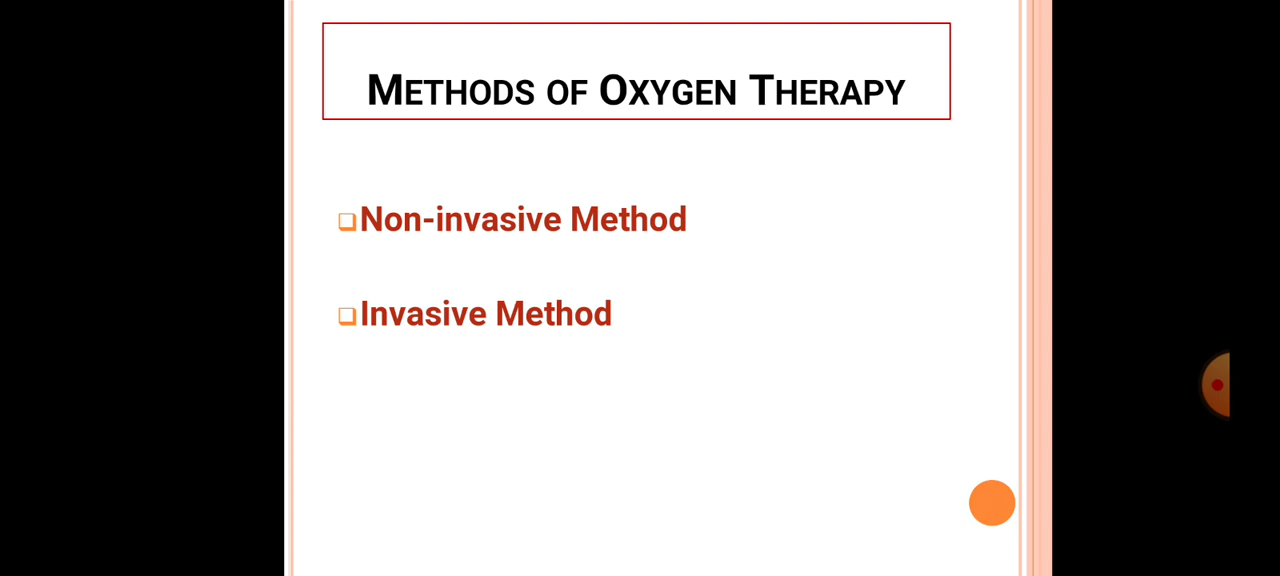 METHODS OF OXYGEN THERAPY
Non-invasive Method
Invasive Method